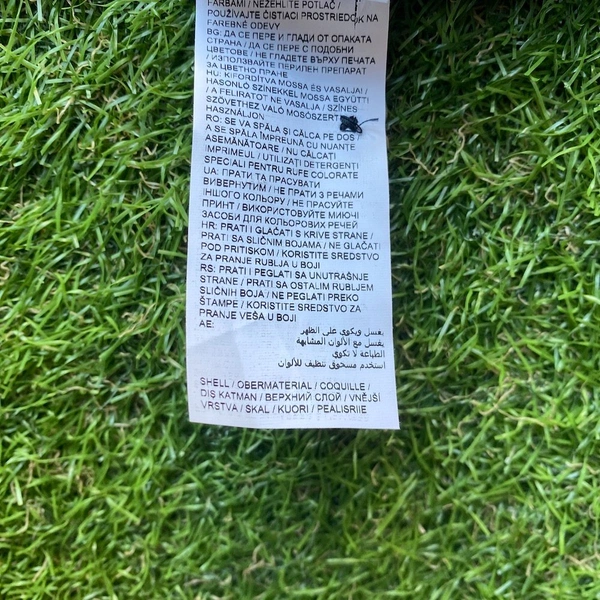 FARBAMI / NEŽEHLITE POTLAČ /
POUŽÍVAJTE ČISTIACI PROSTRIEDOK NA
FAREBNÉ ODEVY
BG: ДА СЕ ПЕРЕ И ГЛАДИ ОТ ОПАКАТА
СТРАНА / ДА СЕ ПЕРЕ С ПОДОБНИ
ЦВЕТОВЕ / НЕ ГЛАДЕТЕ ВЪРХУ ПЕЧАТА
/ ИЗПОЛЗВАЙТЕ ПЕРИЛЕН ПРЕПАРАТ
ЗА ЦВЕТНО ПРАНЕ
HU: KIFORDÍTVA MOSSA ÉS VASALJA! /
HASONLÓ SZÍNEKKEL MOSSA EGYÜTT!
/ A FELIRATOT NE VASALJA / SZÍNES
SZÖVETHEZ VALÓ MOSÓSZERT
HASZNÁLJON
RO: SE VA SPĂLA ȘI CĂLCA PE DOS /
A SE SPĂLA ÎMPREUNĂ CU NUANȚE
ASEMĂNĂTOARE / NU CĂLCAȚI
IMPRIMEUL / UTILIZAȚI DETERGENȚI
SPECIALI PENTRU RUFE COLORATE
UA: ПРАТИ ТА ПРАСУВАТИ
ВИВЕРНУТИМ / НЕ ПРАТИ З РЕЧАМИ
ІНШОГО КОЛЬОРУ / НЕ ПРАСУЙТЕ
ПРИНТ / ВИКОРИСТОВУЙТЕ МИЮЧІ
ЗАСОБИ ДЛЯ КОЛЬОРОВИХ РЕЧЕЙ
HR: PRATI I GLAČATI S KRIVE STRANE /
PRATI SA SLIČNIM BOJAMA / NE GLAČATI
POD PRITISKOM / KORISTITE SREDSTVO
ZA PRANJE RUBLJA U BOJI
RS: PRATI I PEGLATI SA UNUTRAŠNJE
STRANE / PRATI SA OSTALIM RUBLJEM
SLIČNIH BOJA / NE PEGLATI PREKO
ŠTAMPE / KORISTITE SREDSTVO ZA
PRANJE VEŠA U BOJI
AE:
يغسل ويكوى على الظهر
يغسل مع الألوان المشابهه
الطباعة لا تكوي
استخدم مسحوق تنظيف للألوان
SHELL / OBERMATERIAL / COQUILLE /
DIŞ KATMAN / ВЕРХНИЙ СЛОЙ / VNĚJŠÍ
VRSTVA / SKAL / KUORI / PEALISRIIE